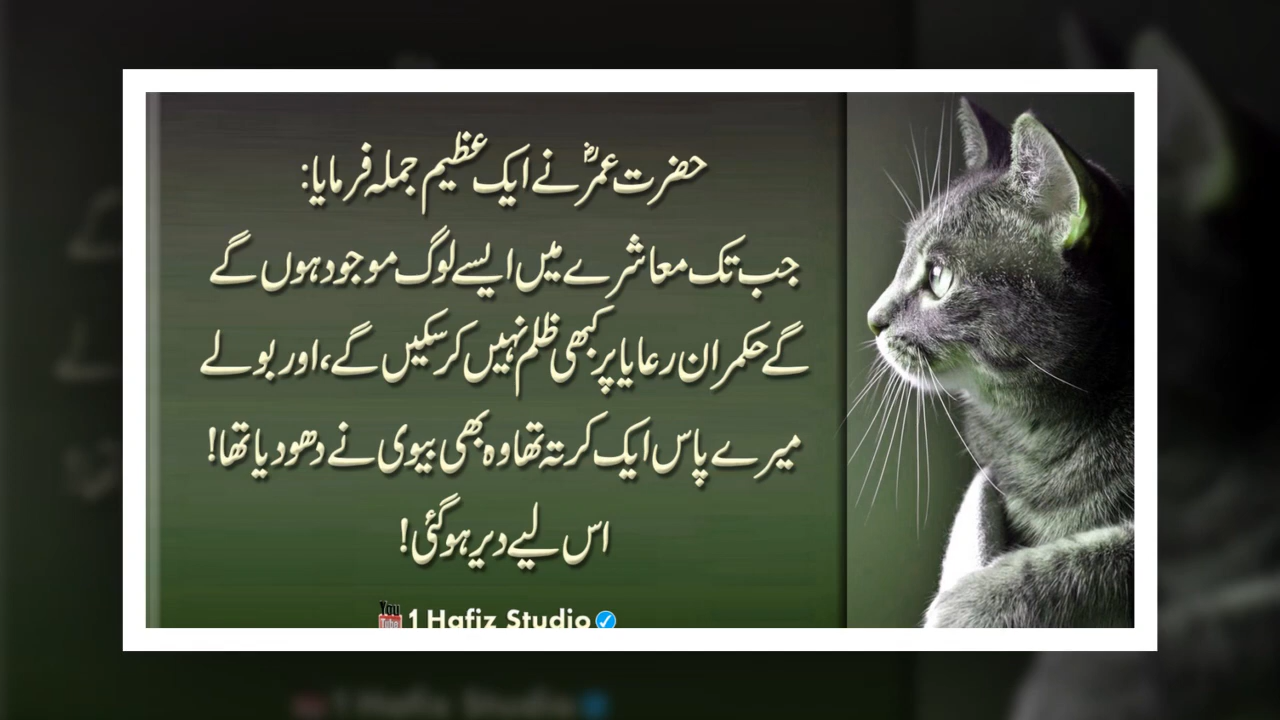 حضرت عمرؓ نے ایک عظیم جملہ فرمایا:
جب تک معاشرے میں ایسے لوگ موجود ہوں گے
گے حکمران رعایا پر کبھی ظلم نہیں کر سکیں گے، اور بولے
میرے پاس ایک کرتہ تھا وہ بھی بیوی نے دھو دیا تھا!
اس لیے دیر ہو گئی!
You Tube 1 Hafiz Studio